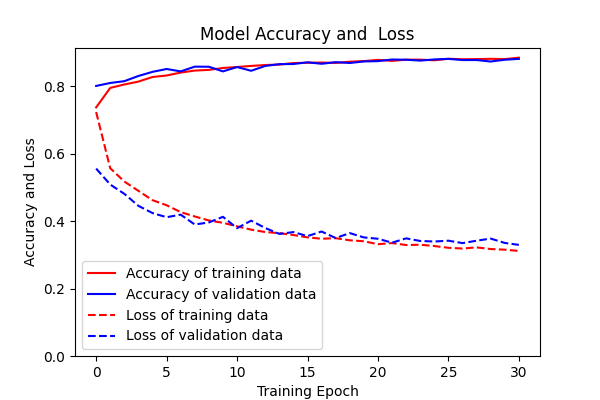 Model Accuracy and  Loss
Accuracy and Loss
0.8
0.6
0.4
0.2
0.0
Accuracy of training data
Accuracy of validation data
Loss of training data
Loss of validation data
0 5 10 15 20 25 30
Training Epoch